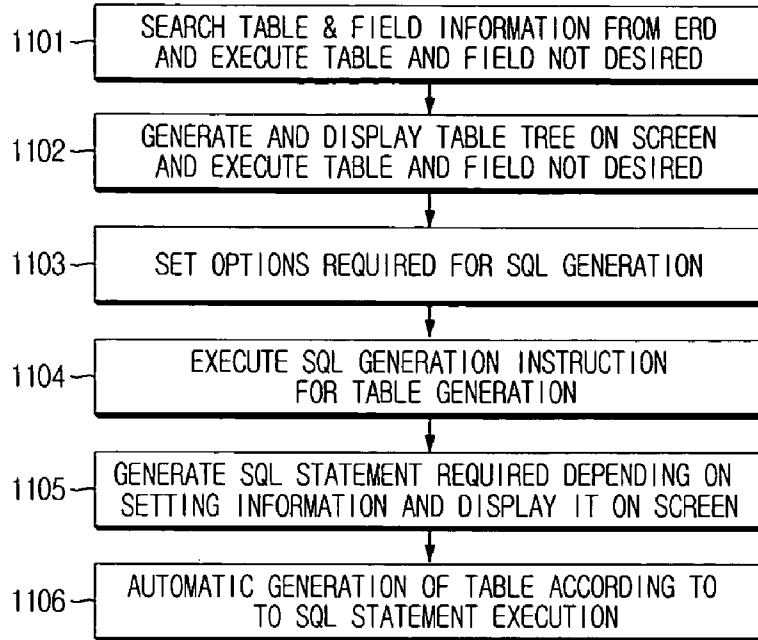 1101
SEARCH TABLE & FIELD INFORMATION FROM ERD
AND EXECUTE TABLE AND FIELD NOT DESIRED
1102
GENERATE AND DISPLAY TABLE TREE ON SCREEN
AND EXECUTE TABLE AND FIELD NOT DESIRED
1103
SET OPTIONS REQUIRED FOR SQL GENERATION
1104
EXECUTE SQL GENERATION INSTRUCTION
FOR TABLE GENERATION
1105
GENERATE SQL STATEMENT REQUIRED DEPENDING ON
SETTING INFORMATION AND DISPLAY IT ON SCREEN
1106
AUTOMATIC GENERATION OF TABLE ACCORDING TO
TO SQL STATEMENT EXECUTION